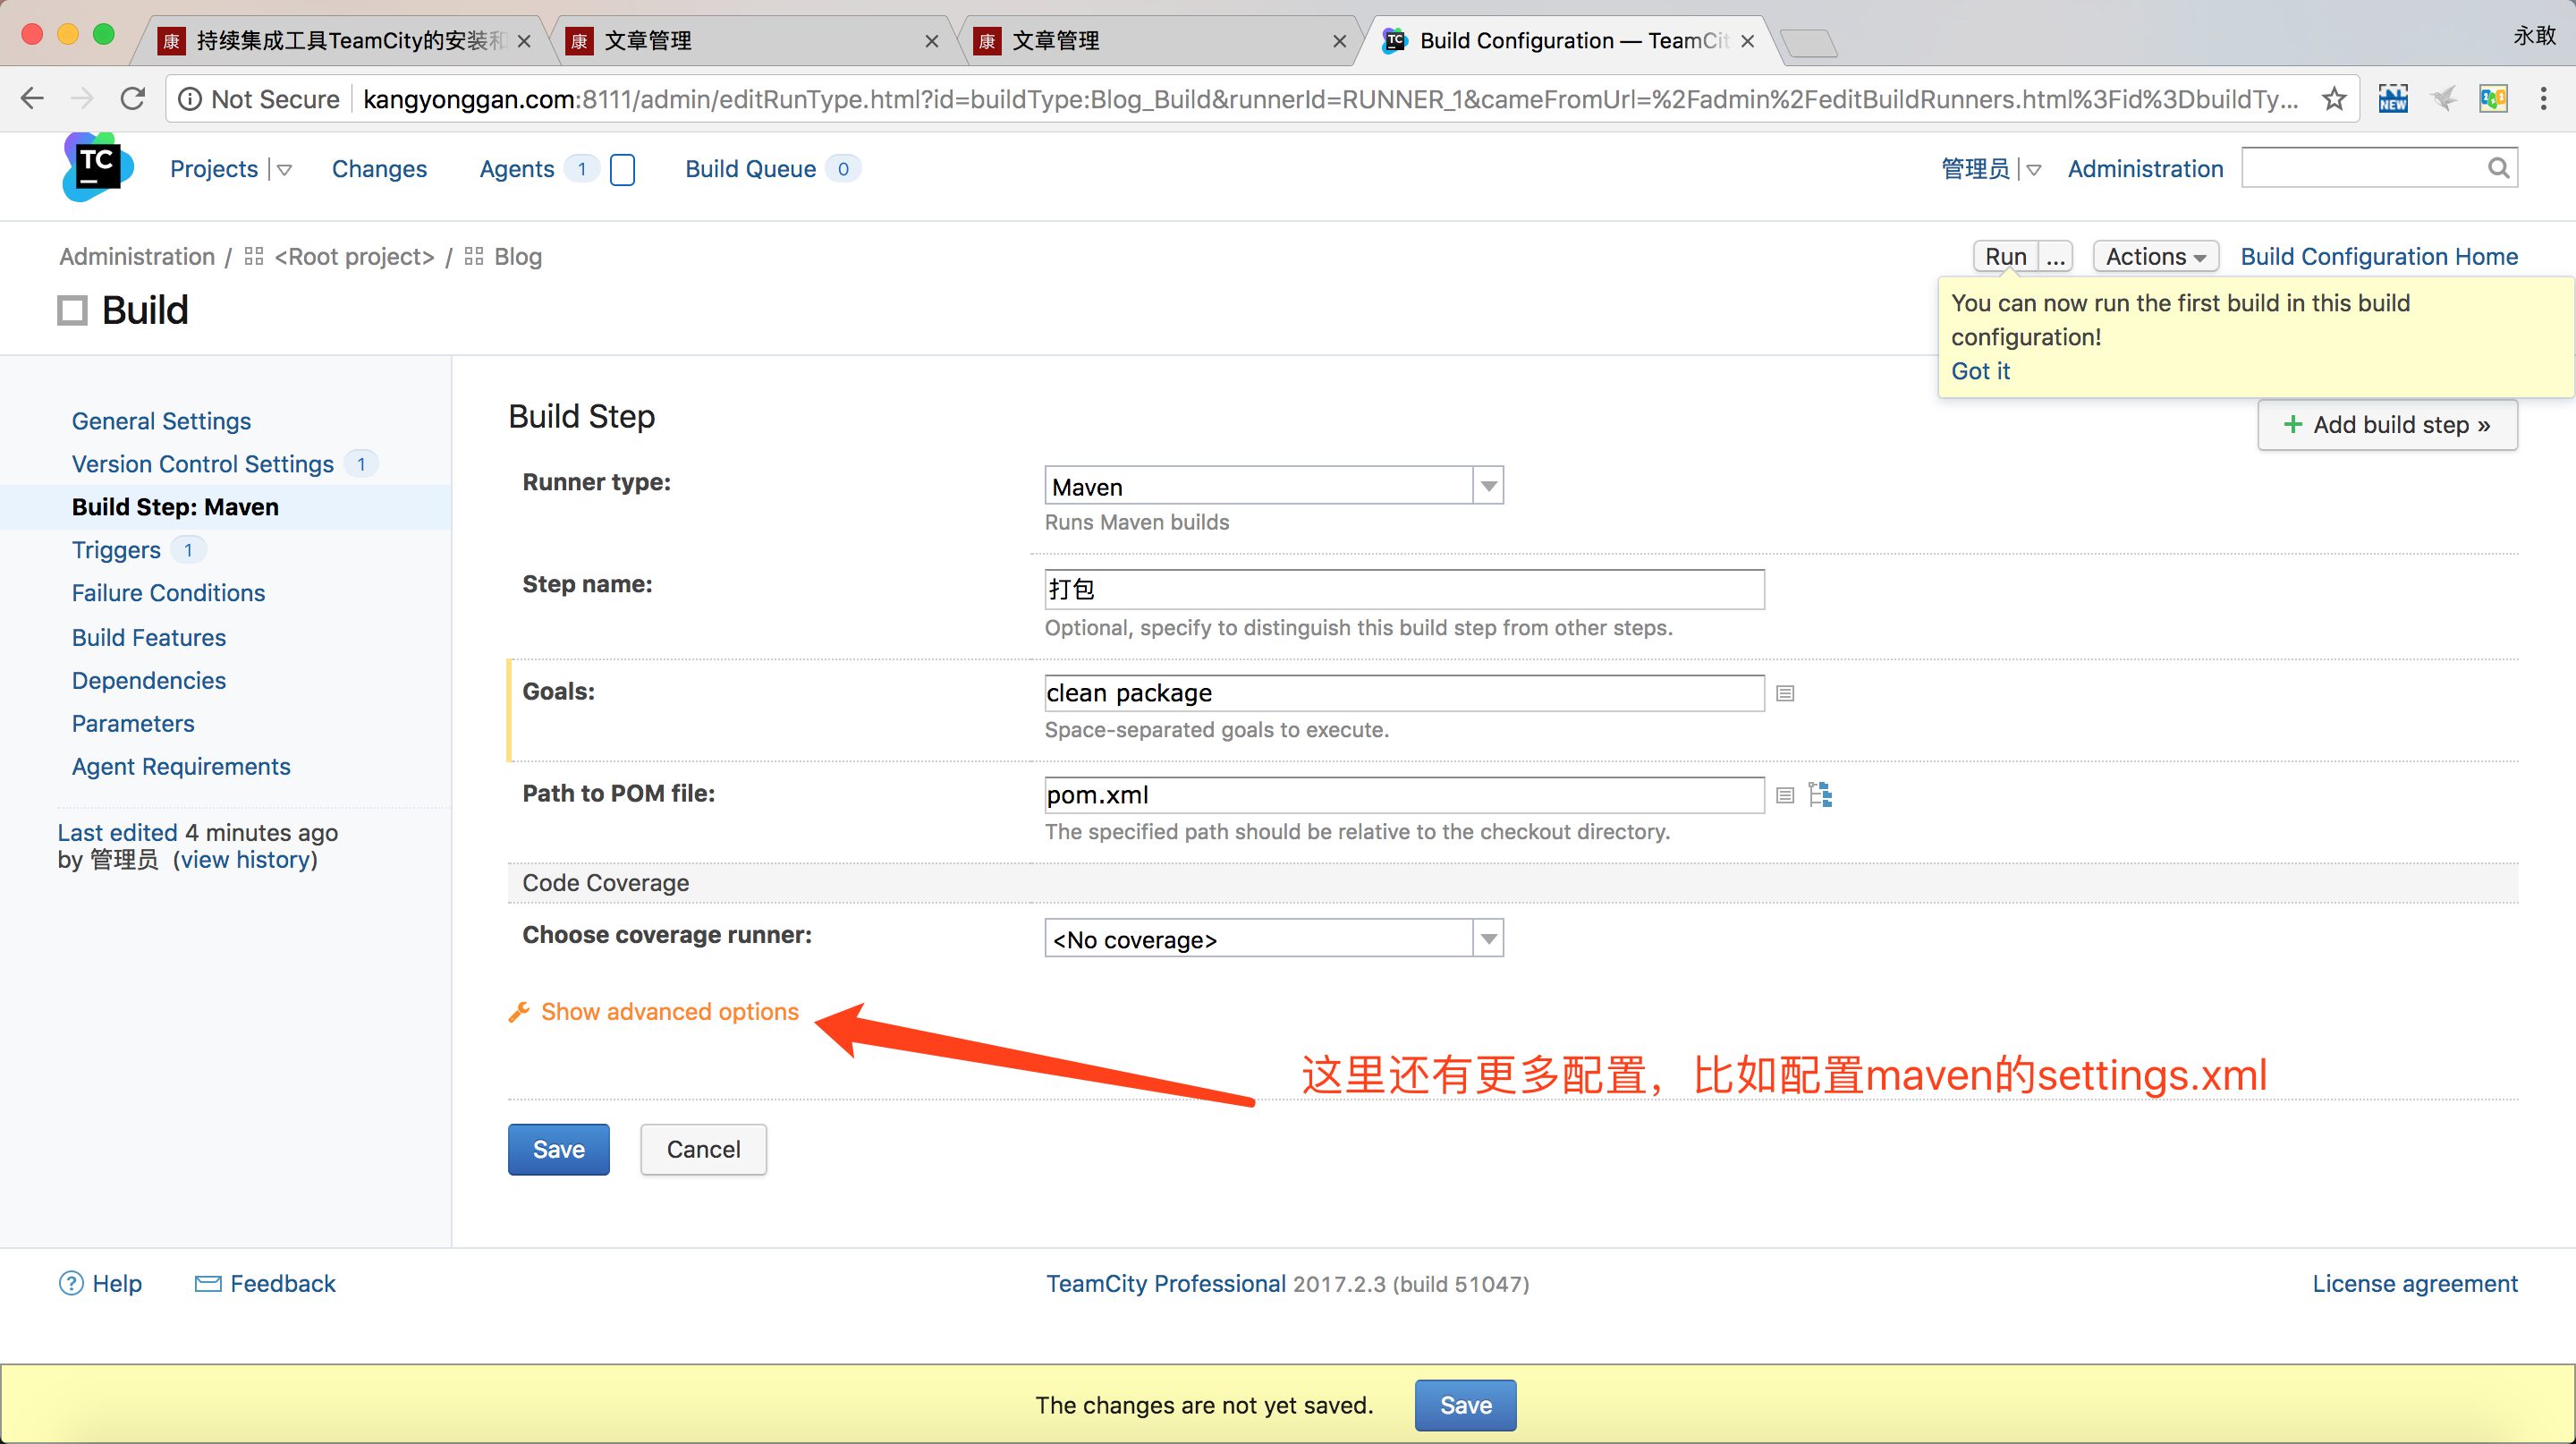 康 持续集成工具TeamCity的安装和
康 文章管理
康 文章管理
TC Build Configuration — TeamCit
永敢
Not Secure kangyonggan.com:8111/admin/editRunType.html?id=buildType:Blog_Build&runnerId=RUNNER_1&cameFromUrl=%2Fadmin%2FeditBuildRunners.html%3Fid%3DbuildTy...
NEW
TC Projects Changes Agents 1 Build Queue 0
管理员 Administration
Administration / <Root project> / Blog
Run ... Actions Build Configuration Home
Build
You can now run the first build in this build
configuration!
Got it
General Settings
Version Control Settings 1
Build Step: Maven
Triggers 1
Failure Conditions
Build Features
Dependencies
Parameters
Agent Requirements
Last edited 4 minutes ago
by 管理员 (view history)
Build Step
+ Add build step »
Runner type: Maven
Runs Maven builds
Step name: 打包
Optional, specify to distinguish this build step from other steps.
Goals: clean package
Space-separated goals to execute.
Path to POM file: pom.xml
The specified path should be relative to the checkout directory.
Code Coverage
Choose coverage runner: <No coverage>
Show advanced options
这里还有更多配置，比如配置maven的settings.xml
Save Cancel
Help Feedback
TeamCity Professional 2017.2.3 (build 51047)
License agreement
The changes are not yet saved. Save